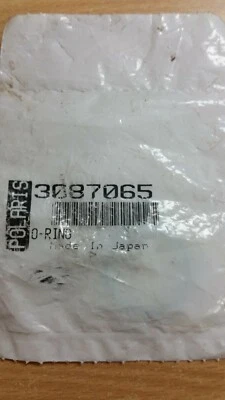 POLARIS
3087065
O-RING
Made In Japan